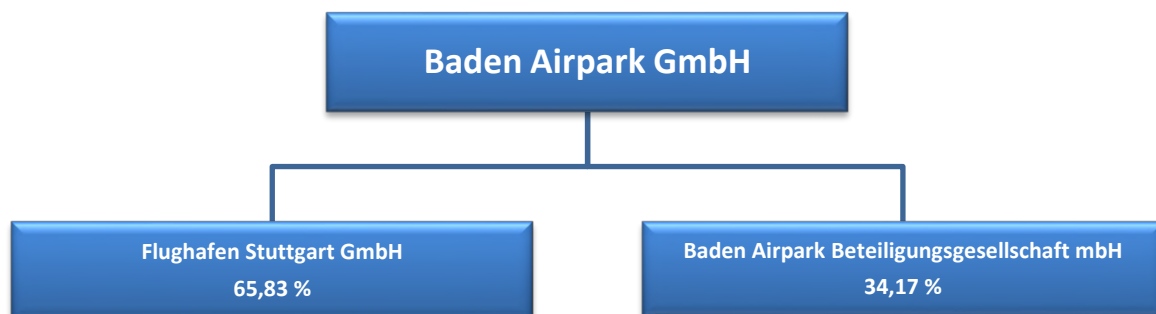 Baden Airpark GmbH
Flughafen Stuttgart GmbH
65,83 %
Baden Airpark Beteiligungsgesellschaft mbH
34,17 %